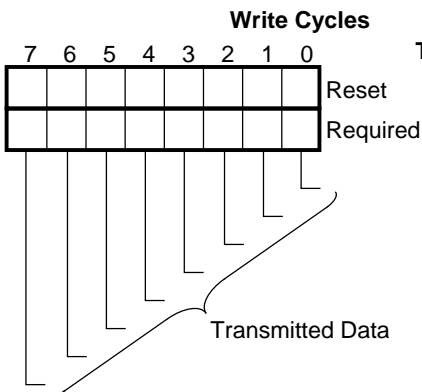 Write Cycles
7 6 5 4 3 2 1 0
T
Reset
Required
Transmitted Data